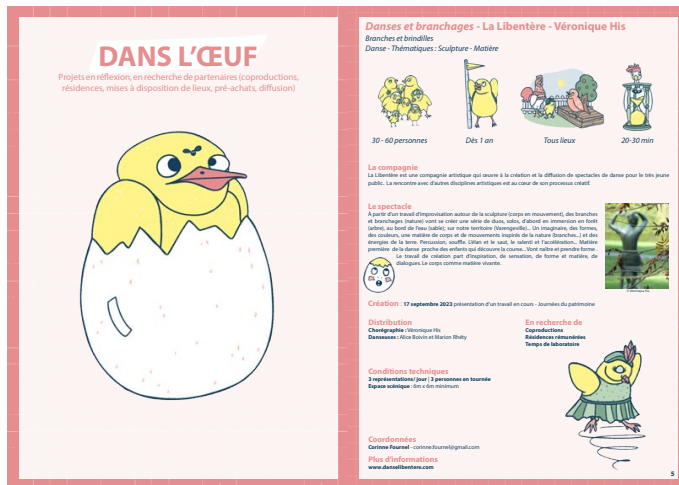 DANS L'ŒUF
Projets en réflexion, en recherche de partenaires (coproductions,
résidences, mises à disposition de lieux, pré-achats, diffusion)
Danses et branchages - La Libentère - Véronique His
Branches et brindilles
Danse - Thématiques : Sculpture - Matière
30 - 60 personnes
Dès 1 an
Tous lieux
20-30 min
La compagnie
La Libentère est une compagnie artistique qui œuvre à la création et la diffusion de spectacles de danse pour le très jeune
public. La rencontre avec d'autres disciplines artistiques est au cœur de son processus créatif.
Le spectacle
À partir d'un travail d'improvisation autour de la sculpture (corps en mouvement), des branches
et branchages (nature) vont se créer une série de duos, solos, d'abord en immersion en forêt
(arbre), au bord de l'eau (sable); sur notre territoire (Varengeville)... Un imaginaire, des formes,
des couleurs, une matière de corps et de mouvements inspirés de la nature (branches...) et des
énergies de la terre. Percussion, souffle. L'élan et le saut, le ralenti et l'accélération... Matière
première de la danse proche des enfants qui découvre la course. . Vont naître et prendre forme .
Le travail de création part d'inspiration, de sensation, de forme et matière, de
dialogues. Le corps comme matière vivante.
© Véronique His
Création : 17 septembre 2023 présentation d'un travail en cours - Journées du patrimoine
Distribution
Chorégraphie : Véronique His
Danseuses : Alice Boivin et Marion Rhéty
En recherche de
Coproductions
Résidences rémunérées
Temps de laboratoire
Conditions techniques
3 représentations/ jour | 3 personnes en tournée
Espace scénique : 6m x 6m minimum
Coordonnées
Corinne Fournel - corinne.fournel@gmail.com
Plus d'informations
www.danselibentere.com
5